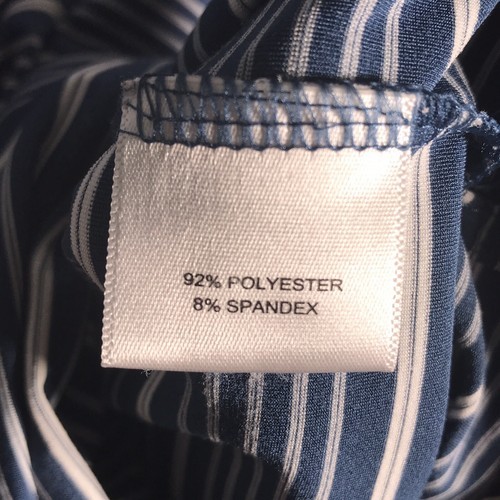 92% POLYESTER
8% SPANDEX